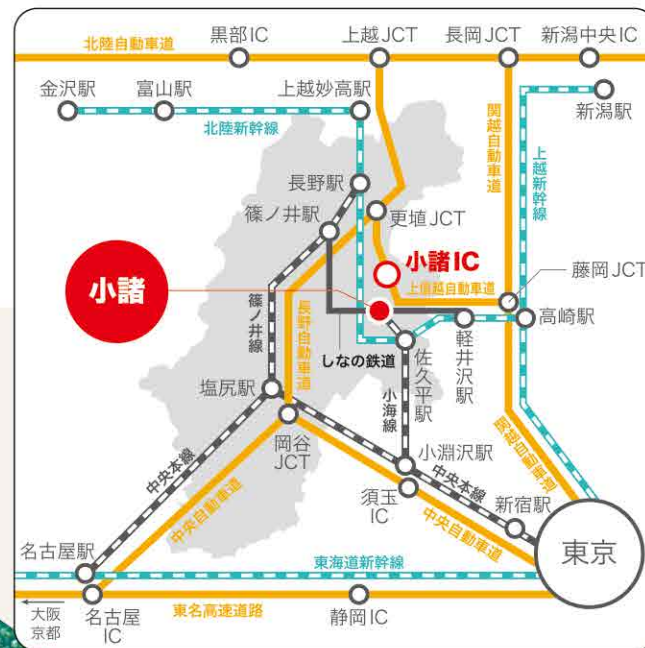 北陸自動車道
黒部IC
上越JCT
長岡JCT
新潟中央IC
金沢駅
富山駅
上越妙高駅
新潟駅
北陸新幹線
関越自動車道
上越新幹線
長野駅
篠ノ井駅
更埴JCT
小諸
小諸IC
上信越自動車道
藤岡JCT
篠ノ井線
長野自動車道
しなの鉄道
軽井沢駅
高崎駅
佐久平駅
小海線
塩尻駅
岡谷
JCT
小淵沢駅
関越自動車道
中央本線
中央自動車道
須玉
IC
中央本線
中央自動車道
新宿駅
東京
名古屋駅
東海道新幹線
大阪
京都
名古屋
IC
東名高速道路
静岡IC